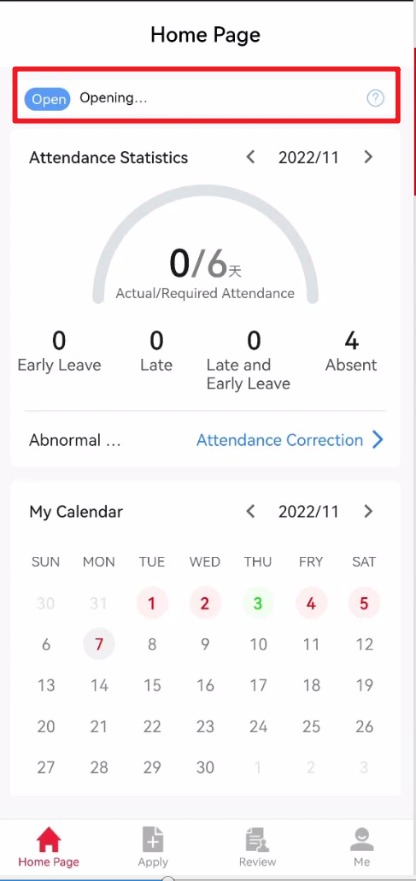 Home Page
Open Opening...
Attendance Statistics 2022/11
0/6天
Actual/Required Attendance
0 0 0 4
Early Leave Late Late and Early Leave Absent
Abnormal ... Attendance Correction
My Calendar 2022/11
SUN MON TUE WED THU FRY SAT
30 31 1 2 3 4 5
6 7 8 9 10 11 12
13 14 15 16 17 18 19
20 21 22 23 24 25 26
27 28 29 30 1 2 3
Home Page Apply Review Me